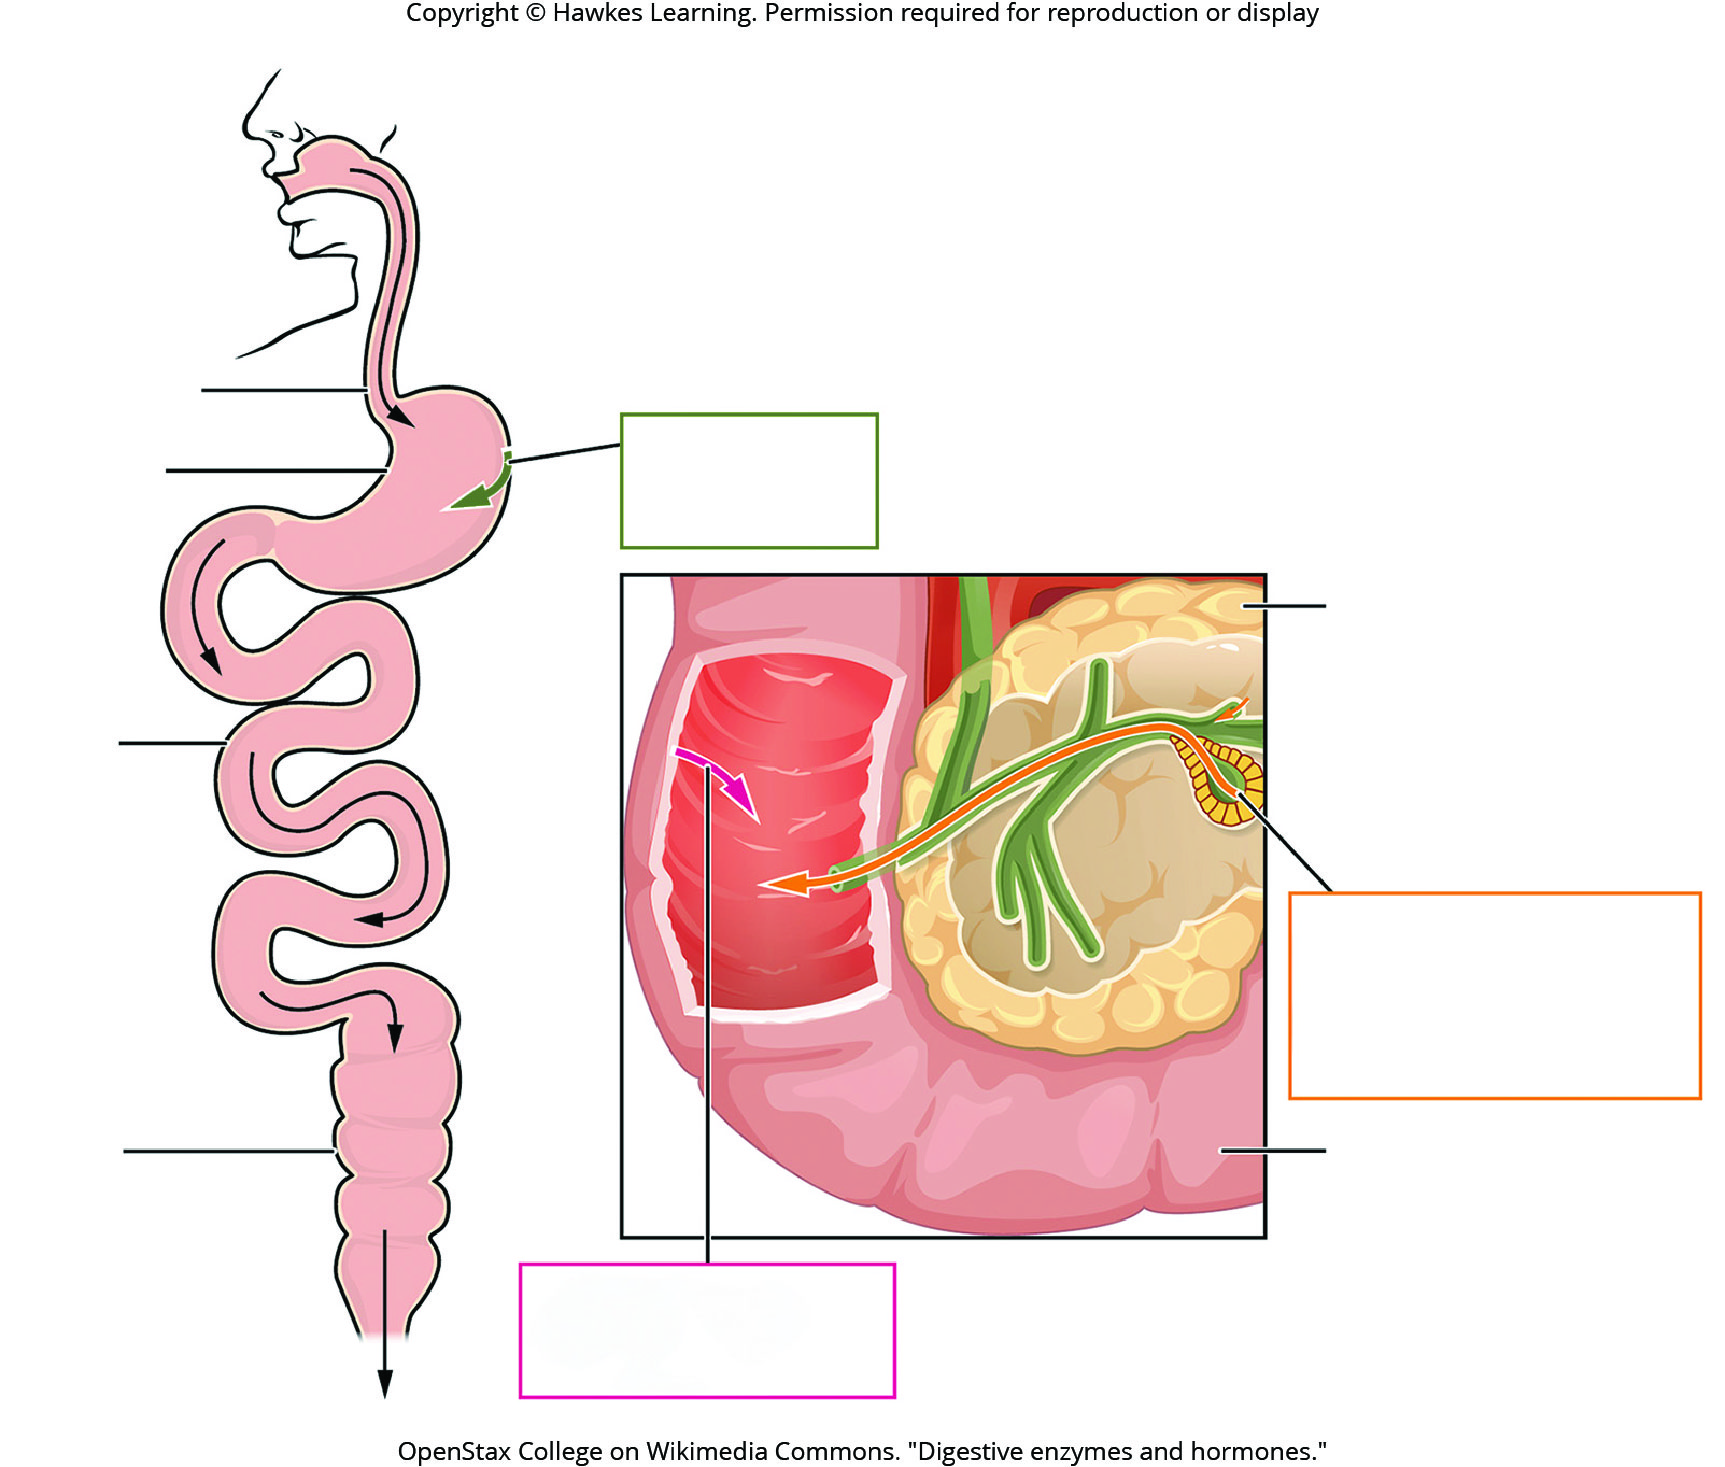 Copyright © Hawkes Learning. Permission required for reproduction or display
OpenStax College on Wikimedia Commons. "Digestive enzymes and hormones."